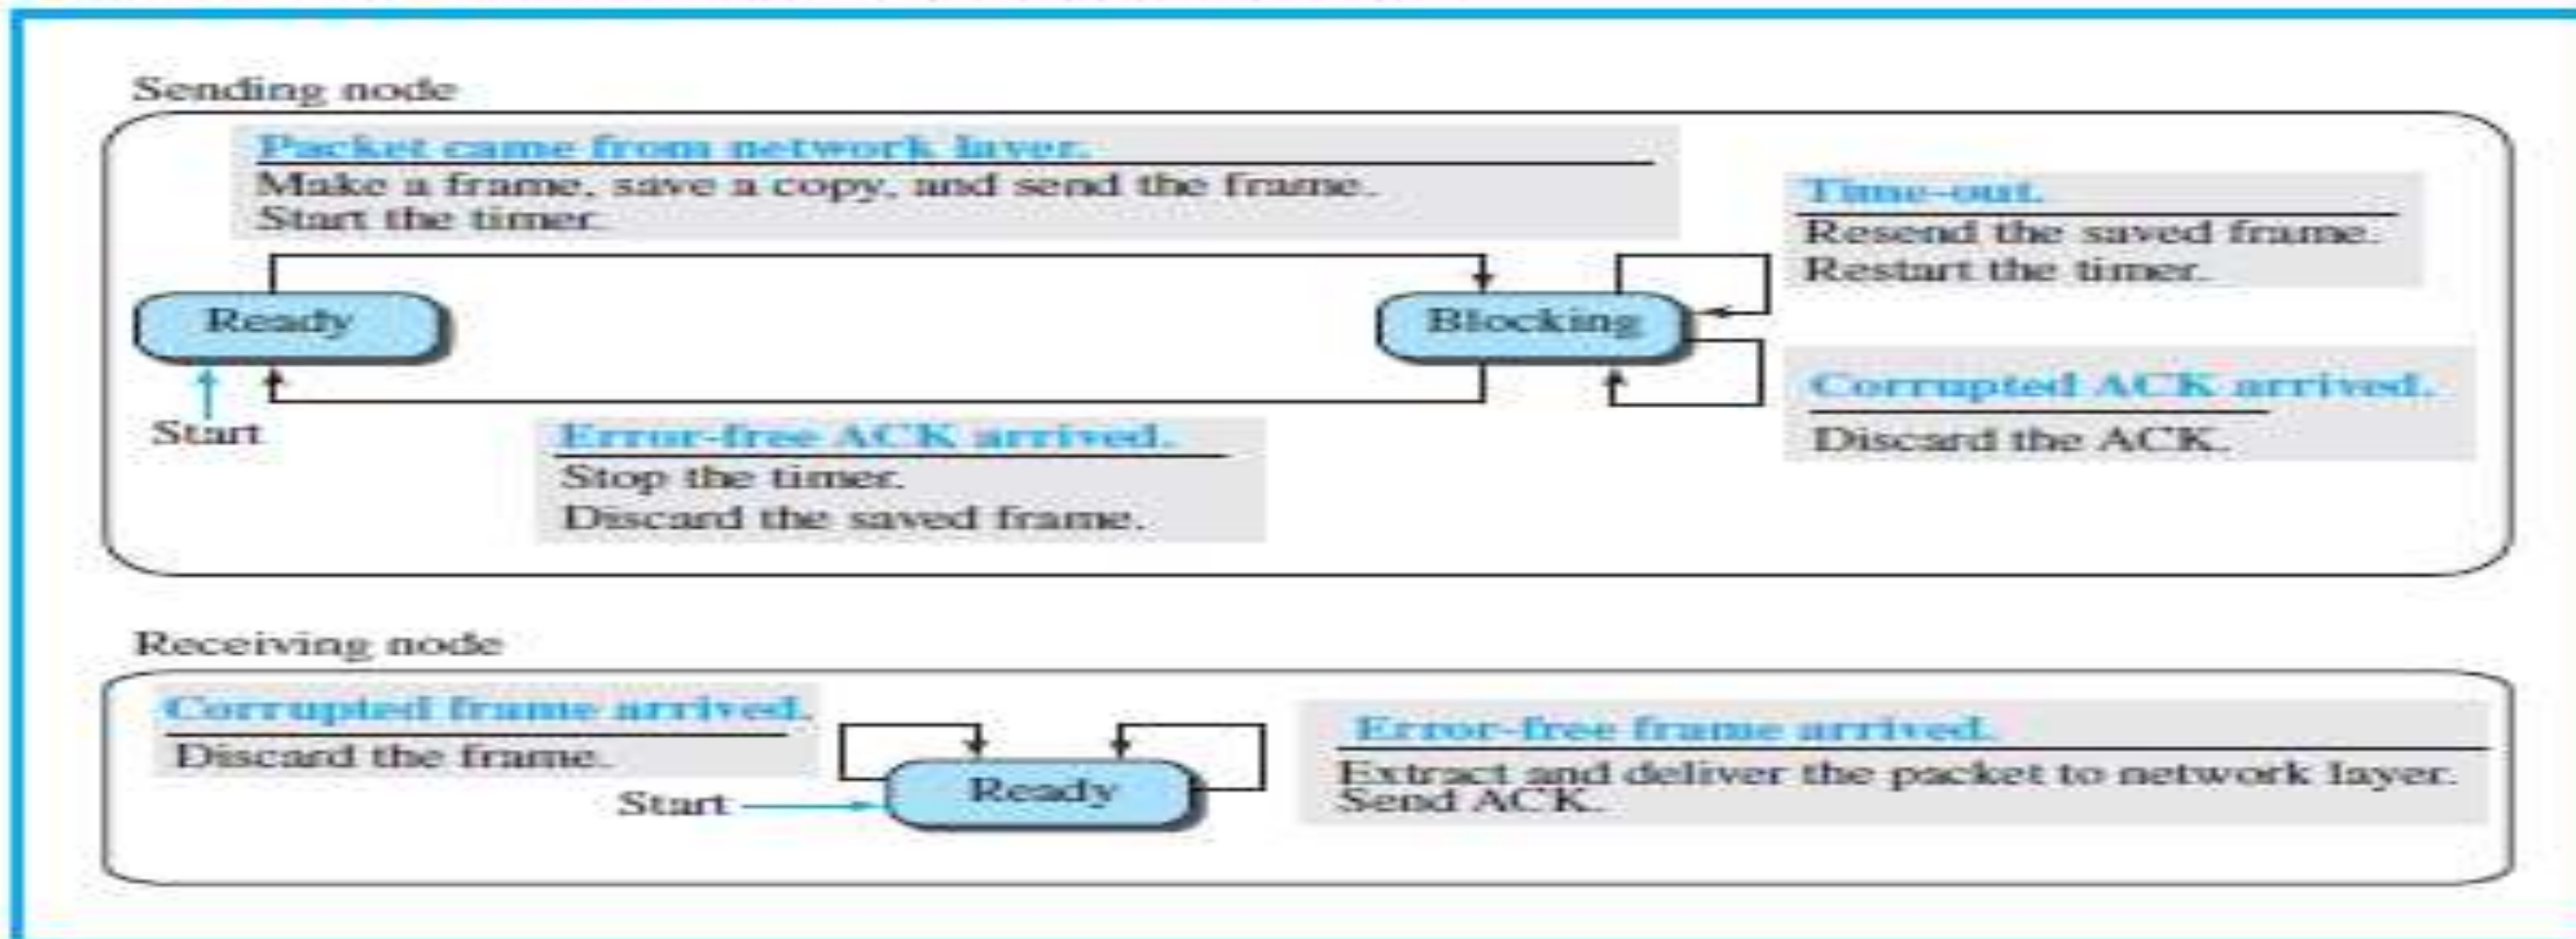 Sending node
Packet came from network layer.
Make a frame, save a copy, and send the frame.
Start the timer.
Time-out.
Resend the saved frame.
Restart the timer.
Ready
Blocking
Start
Corrupted ACK arrived.
Discard the ACK.
Error-free ACK arrived.
Stop the timer.
Discard the saved frame.
Receiving node
Corrupted frame arrived.
Discard the frame.
Start
Ready
Error-free frame arrived.
Extract and deliver the packet to network layer.
Send ACK.